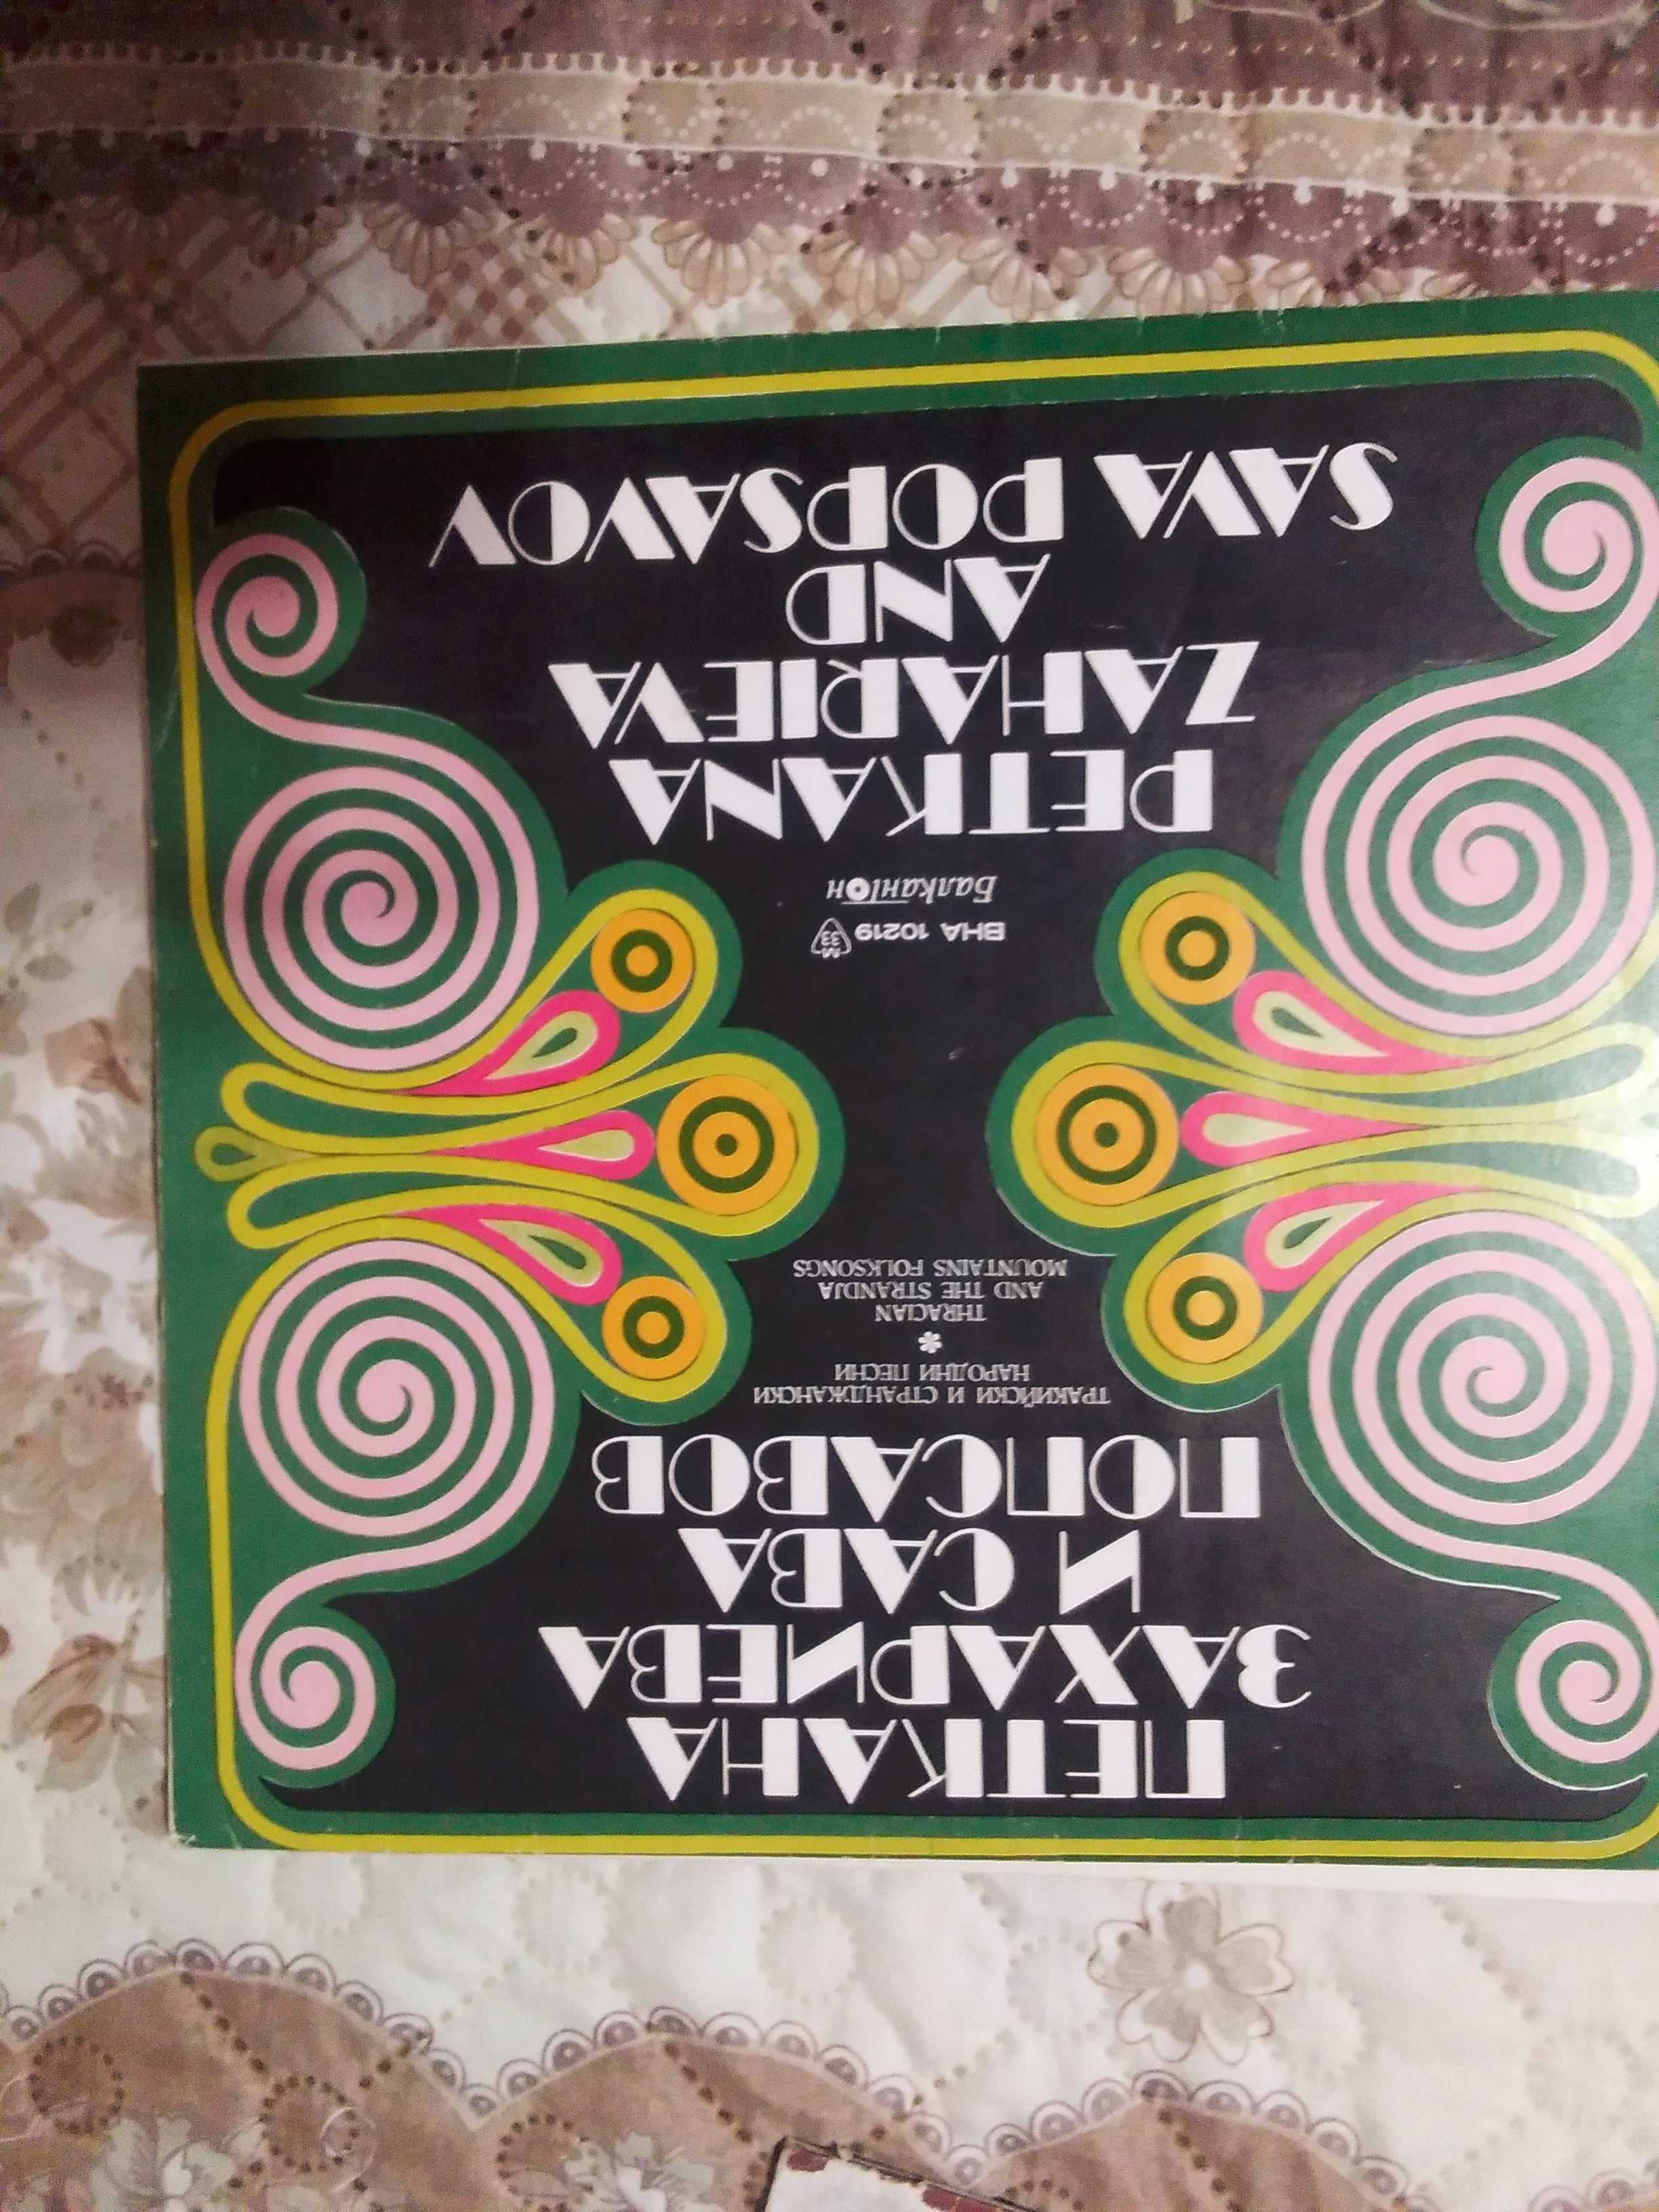 ПЕТКАНА
ЗАХАРИЕВА
И САВА
ПОПСАВОВ
ТРАКИЙСКИ И СТРАНДЖАНСКИ
НАРОДНИ ПЕСНИ
*
THRACIAN
AND THE STRANDJA
MOUNTAINS FOLKSONGS
ВНА 10219 M 33
БалканТон
PETKANA
ZAHARIEVA
AND
SAVA POPSAVOV